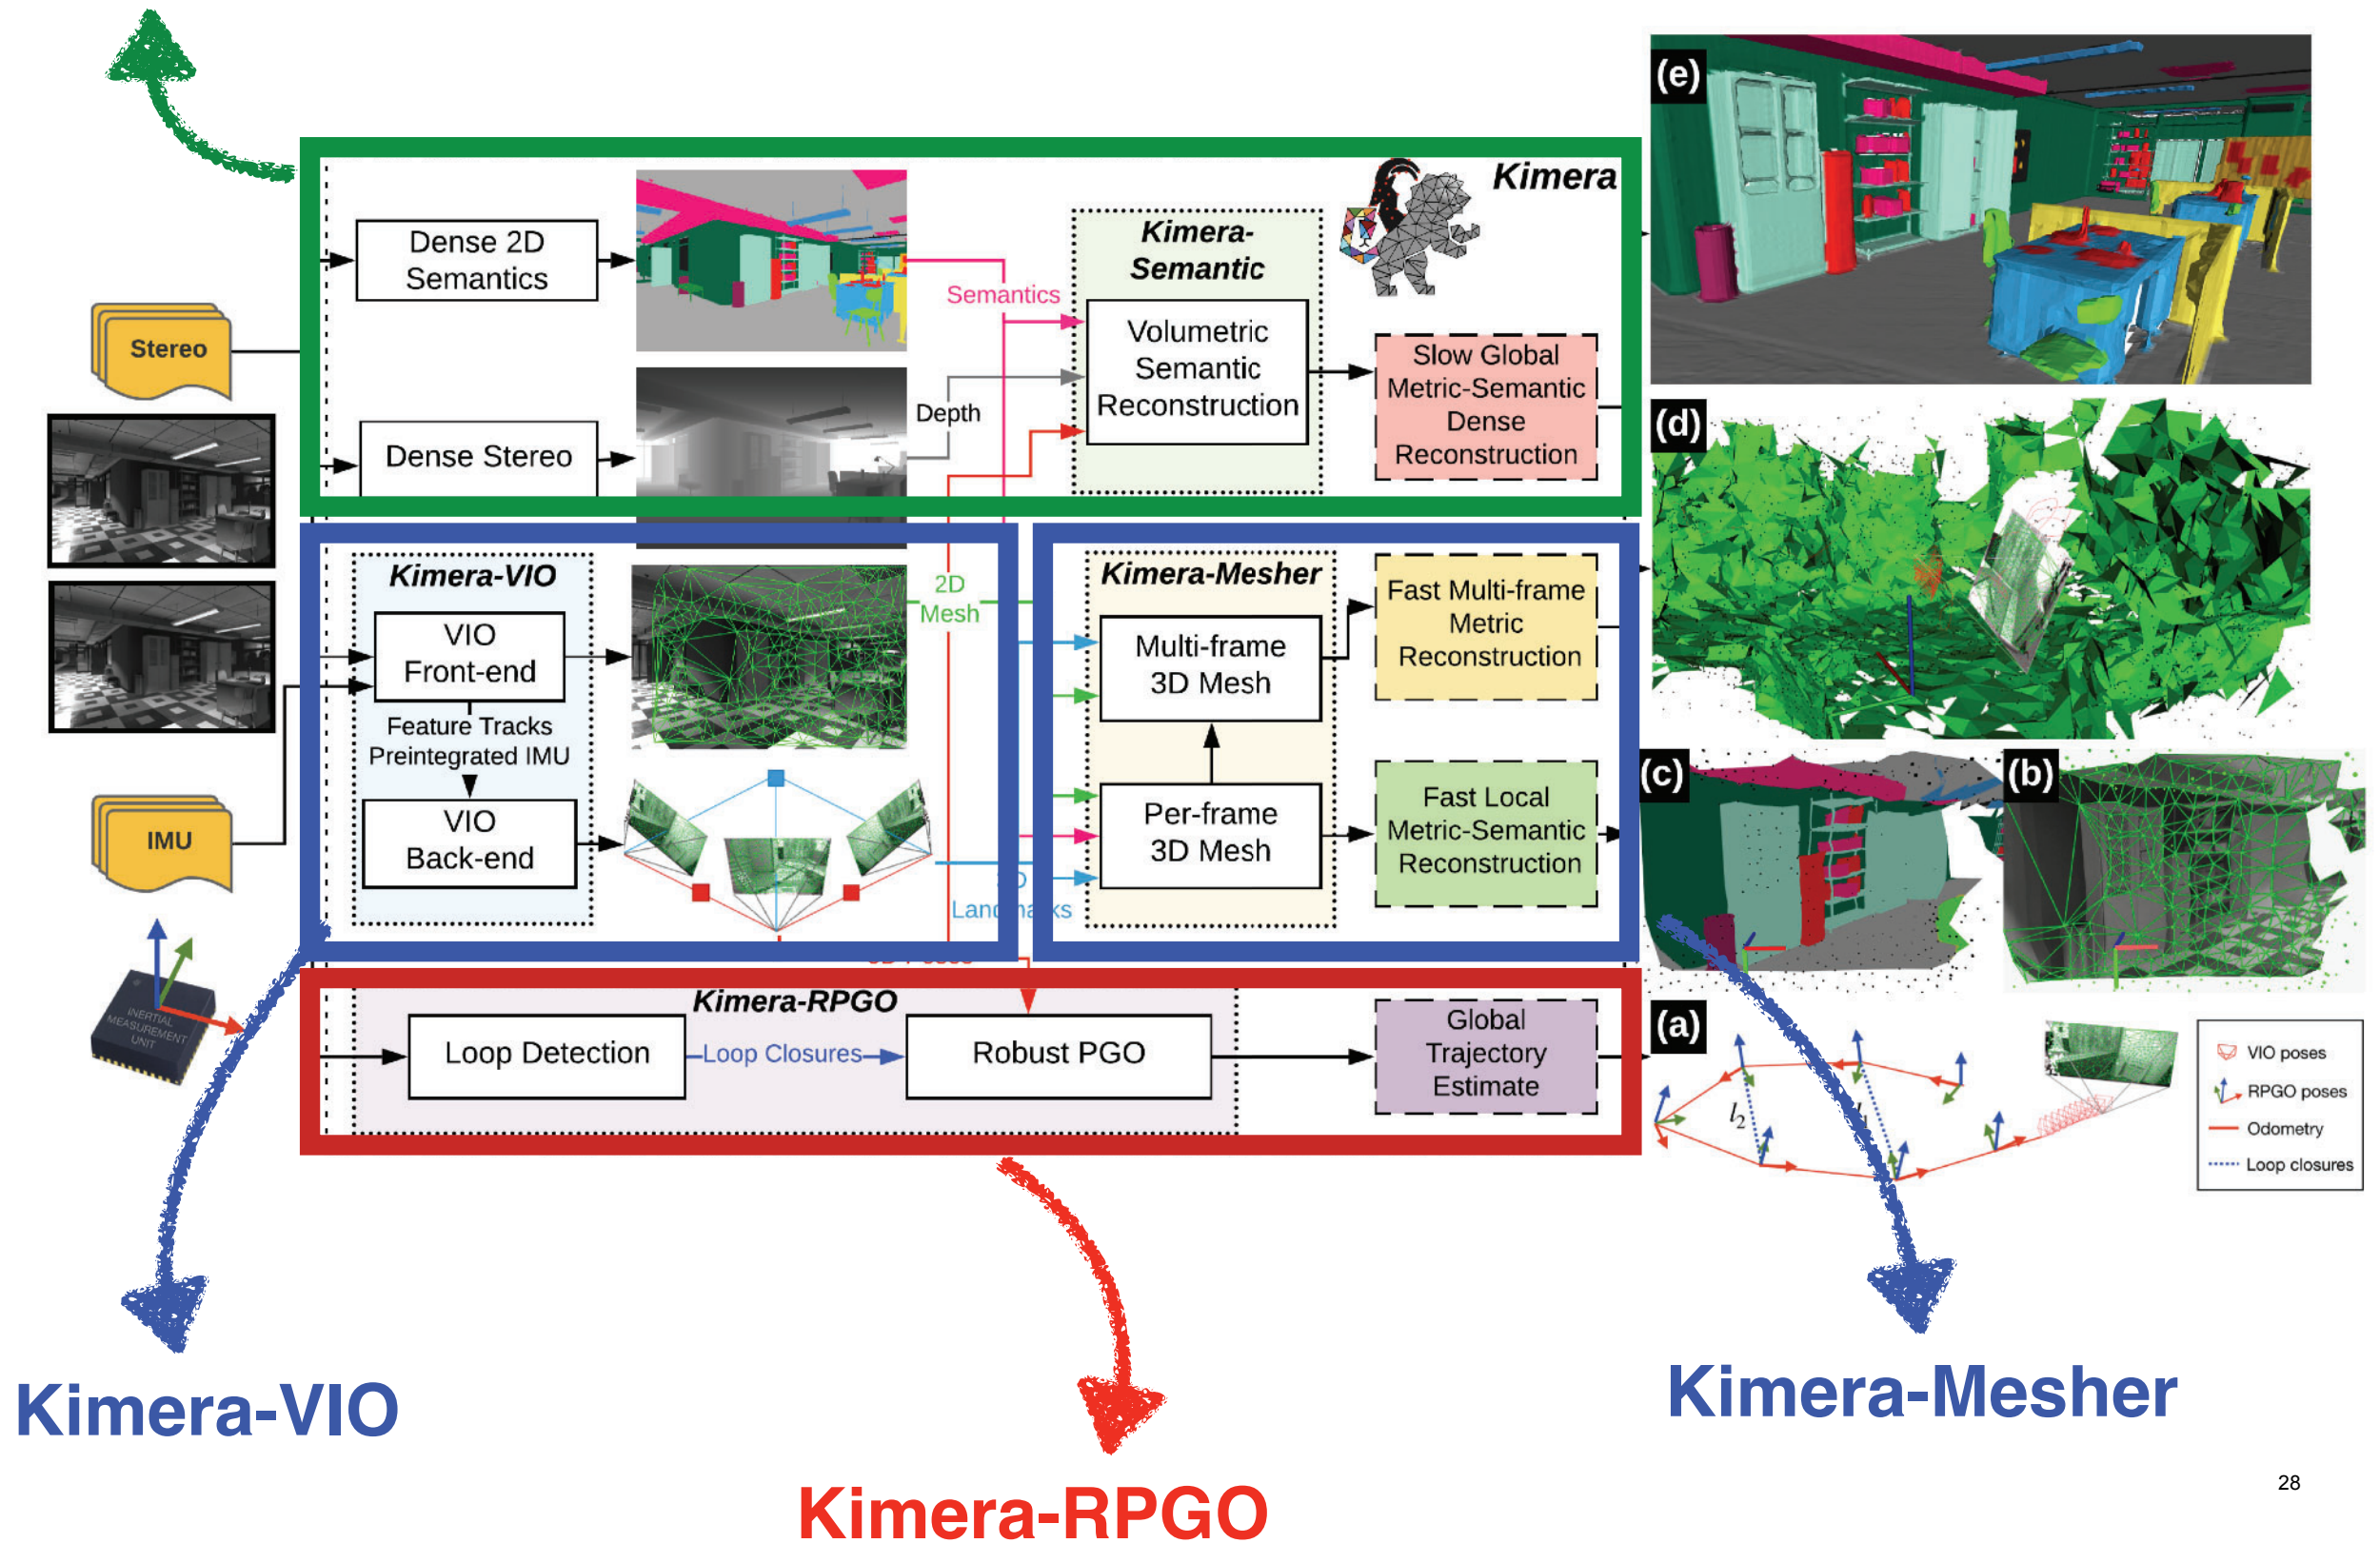 Kimera
Dense 2D
Semantics
Semantics
Kimera-
Semantic
Volumetric
Semantic
Reconstruction
Slow Global
Metric-Semantic
Dense
Reconstruction
Stereo
Depth
Dense Stereo
Kimera-VIO
VIO
Front-end
Feature Tracks
Preintegrated IMU
VIO
Back-end
IMU
INERTIAL
MEASUREMENT
UNIT
2D
Mesh
Kimera-Mesher
Multi-frame
3D Mesh
Per-frame
3D Mesh
Fast Multi-frame
Metric
Reconstruction
Fast Local
Metric-Semantic
Reconstruction
Kimera-RPGO
Loop Detection
Loop Closures
Robust PGO
Global
Trajectory
Estimate
(e)
(d)
(c)
(b)
(a)
l2
VIO poses
RPGO poses
Odometry
Loop closures
Kimera-VIO
Kimera-RPGO
Kimera-Mesher
28